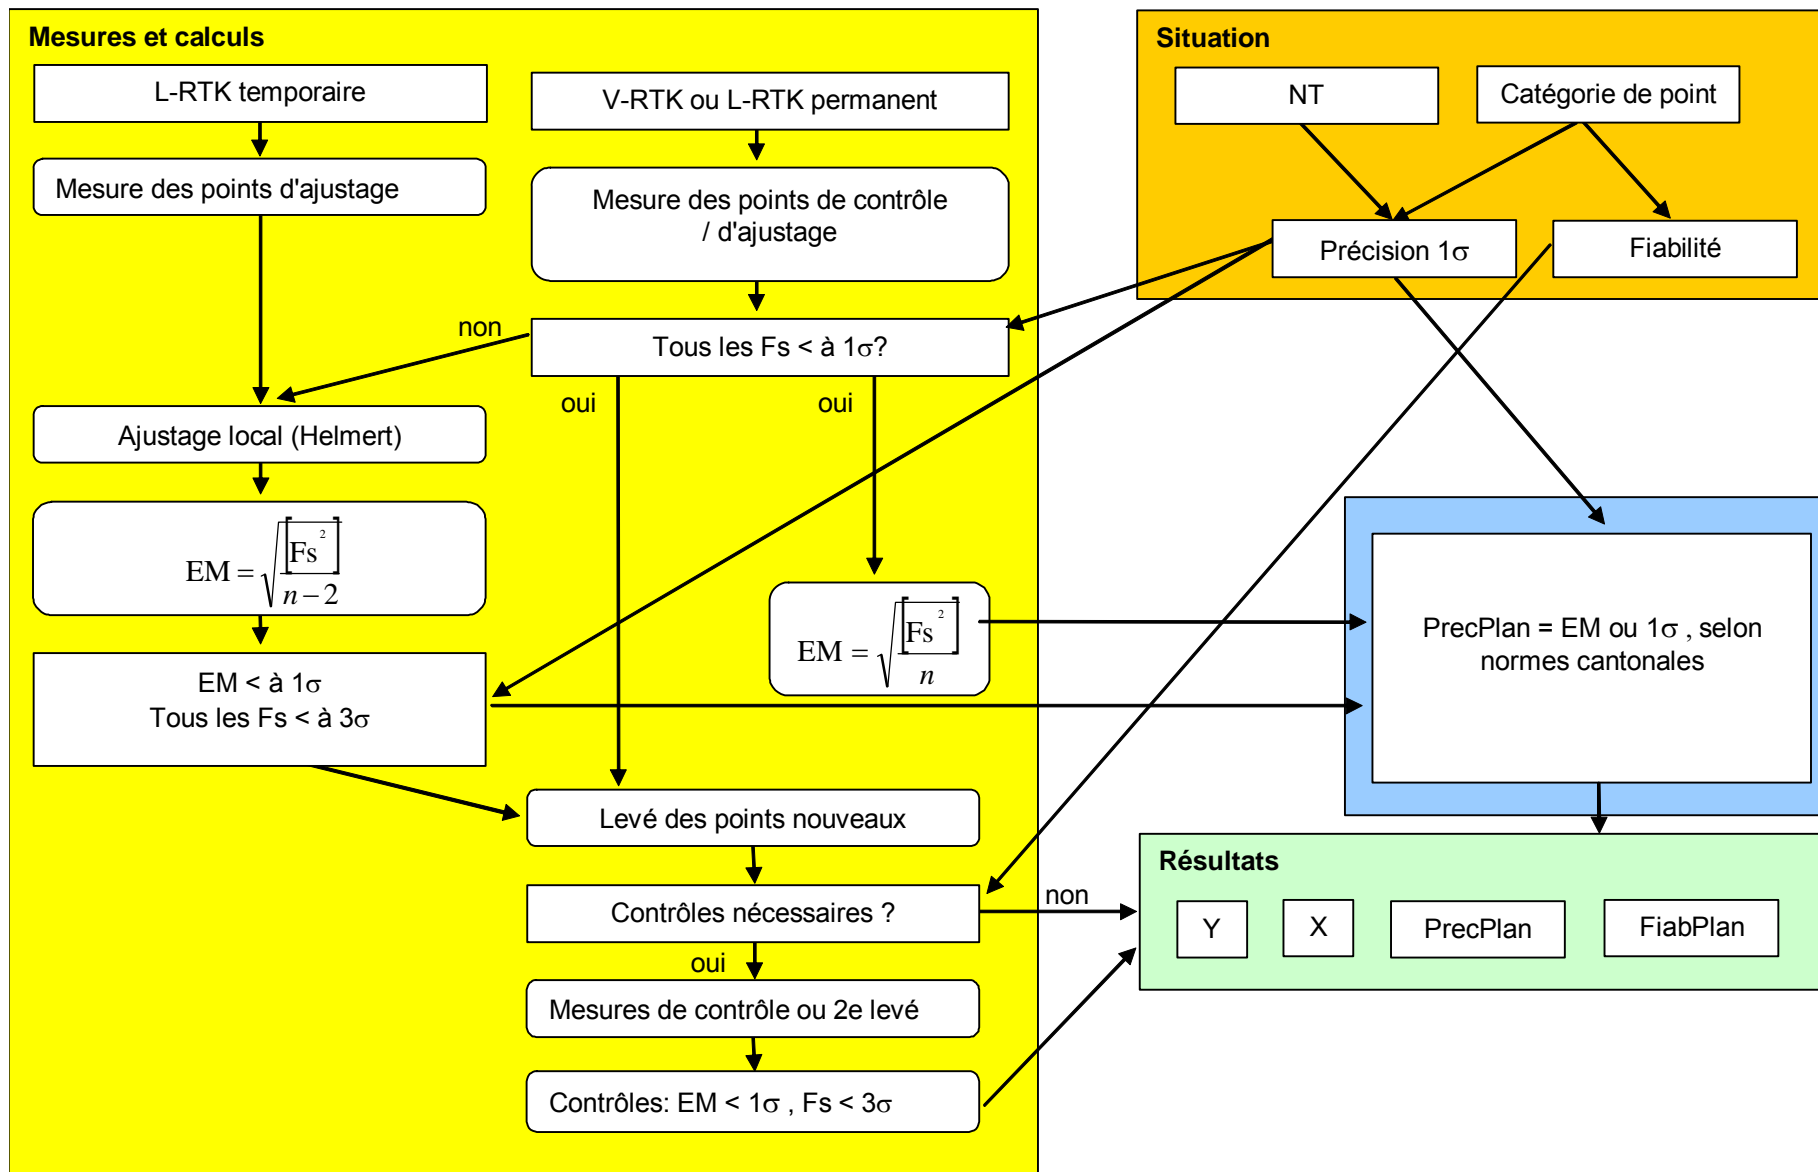 Mesures et calculs
L-RTK temporaire
V-RTK ou L-RTK permanent
Mesure des points d'ajustage
Mesure des points de contrôle
/ d'ajustage
non
Tous les Fs < à 1σ?
oui
oui
Ajustage local (Helmert)
EM = √[Fs²] / n − 2
EM = √[Fs²] / n
EM < à 1σ
Tous les Fs < à 3σ
Levé des points nouveaux
Contrôles nécessaires ?
non
oui
Mesures de contrôle ou 2e levé
Contrôles: EM < 1σ , Fs < 3σ
Situation
NT
Catégorie de point
Précision 1σ
Fiabilité
PrecPlan = EM ou 1σ , selon
normes cantonales
Résultats
Y
X
PrecPlan
FiabPlan